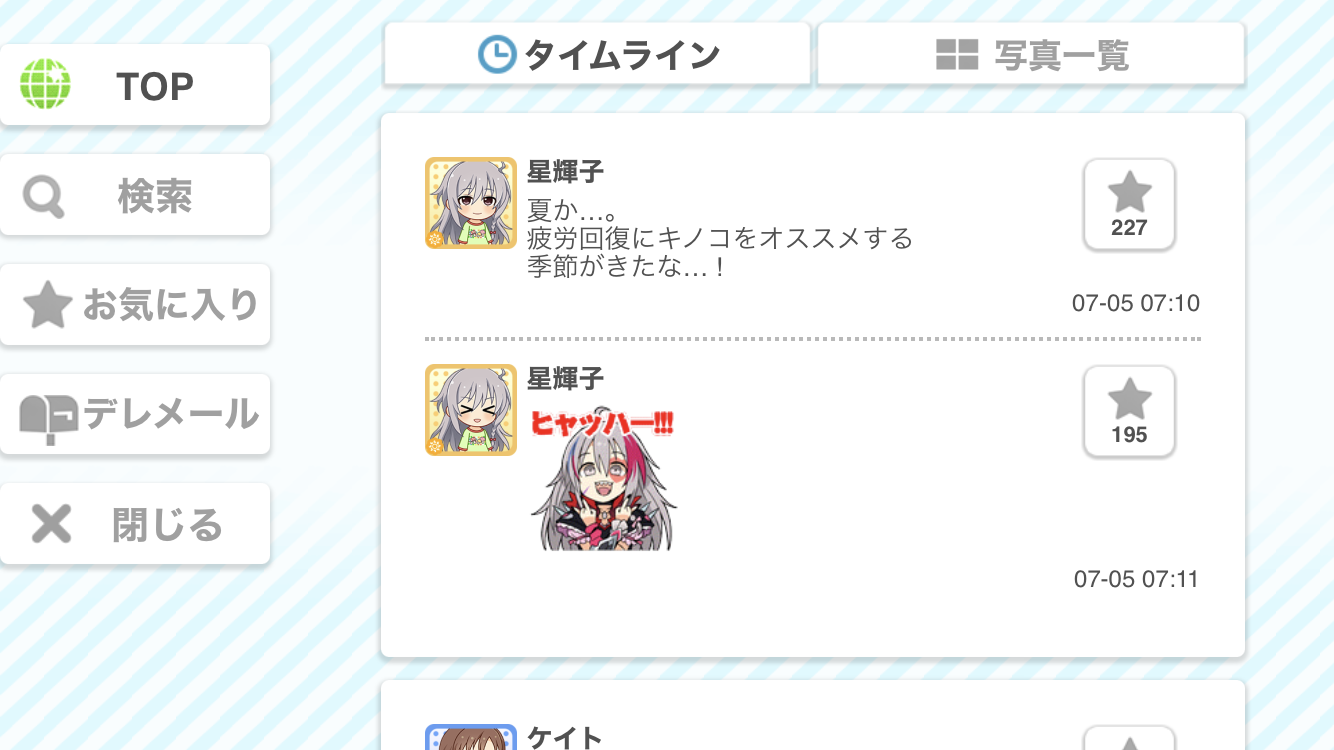 TOP
検索
お気に入り
デレメール
閉じる
タイムライン
写真一覧
星輝子
夏か…。
疲労回復にキノコをオススメする
季節がきたな…！
227
07-05 07:10
星輝子
ヒャッハー!!!
195
07-05 07:11
ケイト